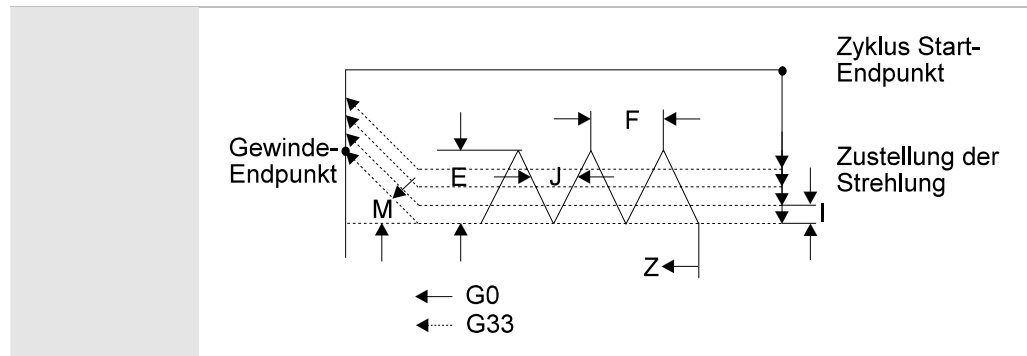 Zyklus Start-
Endpunkt
F
Gewinde-
Endpunkt
E
J
Zustellung der
Strehlung
M
I
Z
G0
G33